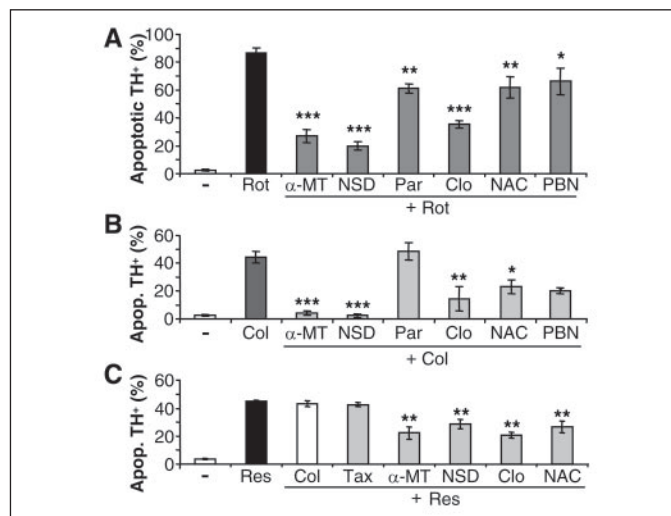 A
Apoptotic TH⁺ (%)
100
80
60
40
20
0
*** *** ** *** ** *
- Rot α-MT NSD Par Clo NAC PBN
+ Rot
B
Apop. TH⁺ (%)
60
40
20
0
*** *** ** *
- Col α-MT NSD Par Clo NAC PBN
+ Col
C
Apop. TH⁺ (%)
60
40
20
0
** ** ** **
- Res Col Tax α-MT NSD Clo NAC
+ Res